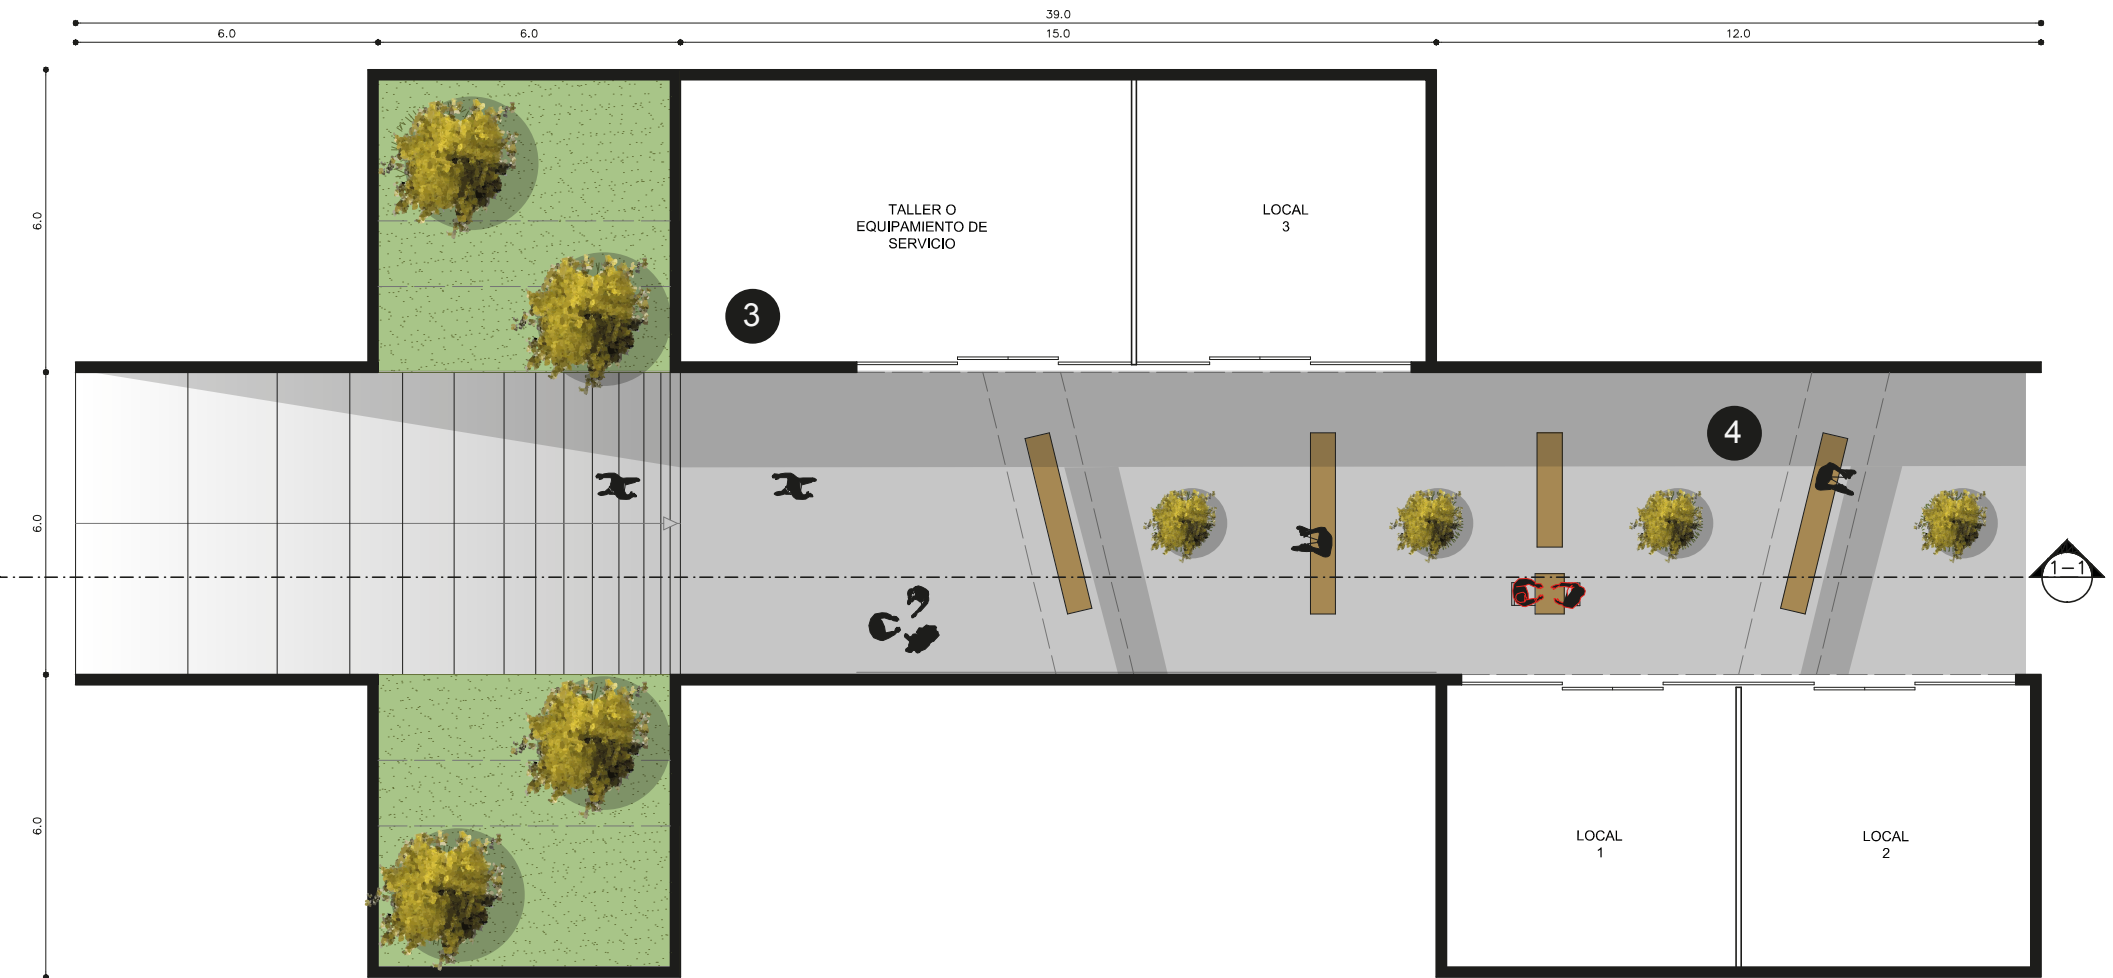 39.0
6.0
6.0
15.0
12.0
6.0
TALLER O
EQUIPAMIENTO DE
SERVICIO
LOCAL
3
3
4
6.0
1-1
6.0
LOCAL
1
LOCAL
2